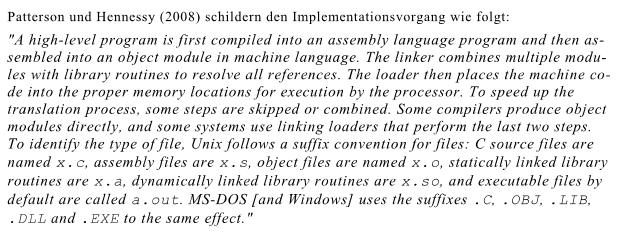 Patterson und Hennessy (2008) schildern den Implementationsvorgang wie folgt:
"A high-level program is first compiled into an assembly language program and then as-
sembled into an object module in machine language. The linker combines multiple modu-
les with library routines to resolve all references. The loader then places the machine co-
de into the proper memory locations for execution by the processor. To speed up the
translation process, some steps are skipped or combined. Some compilers produce object
modules directly, and some systems use linking loaders that perform the last two steps.
To identify the type of file, Unix follows a suffix convention for files: C source files are
named x.c, assembly files are x.s, object files are named x.o, statically linked library
routines are x.a, dynamically linked library routines are x.so, and executable files by
default are called a.out. MS-DOS [and Windows] uses the suffixes .C, .OBJ, .LIB,
.DLL and .EXE to the same effect."